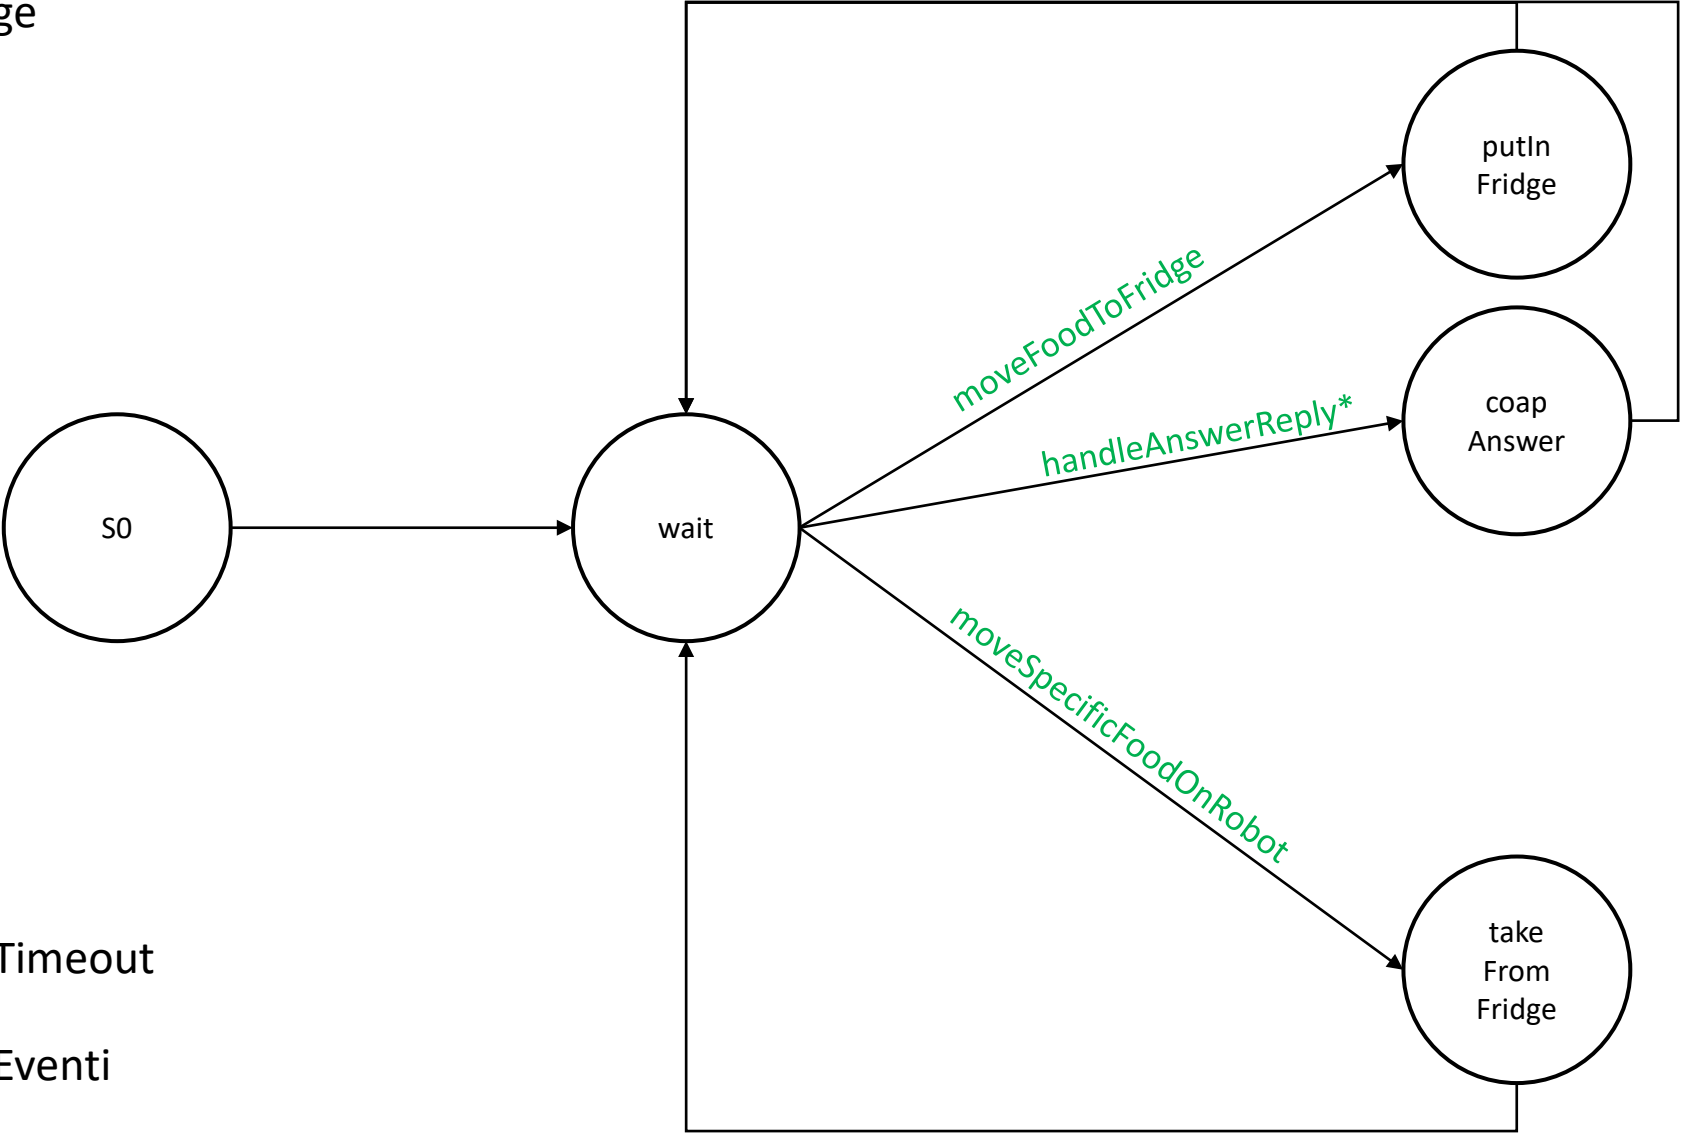 ge
putIn
Fridge
moveFoodToFridge
handleAnswerReply*
coap
Answer
S0
wait
moveSpecificFoodOnRobot
take
From
Fridge
Timeout
Eventi